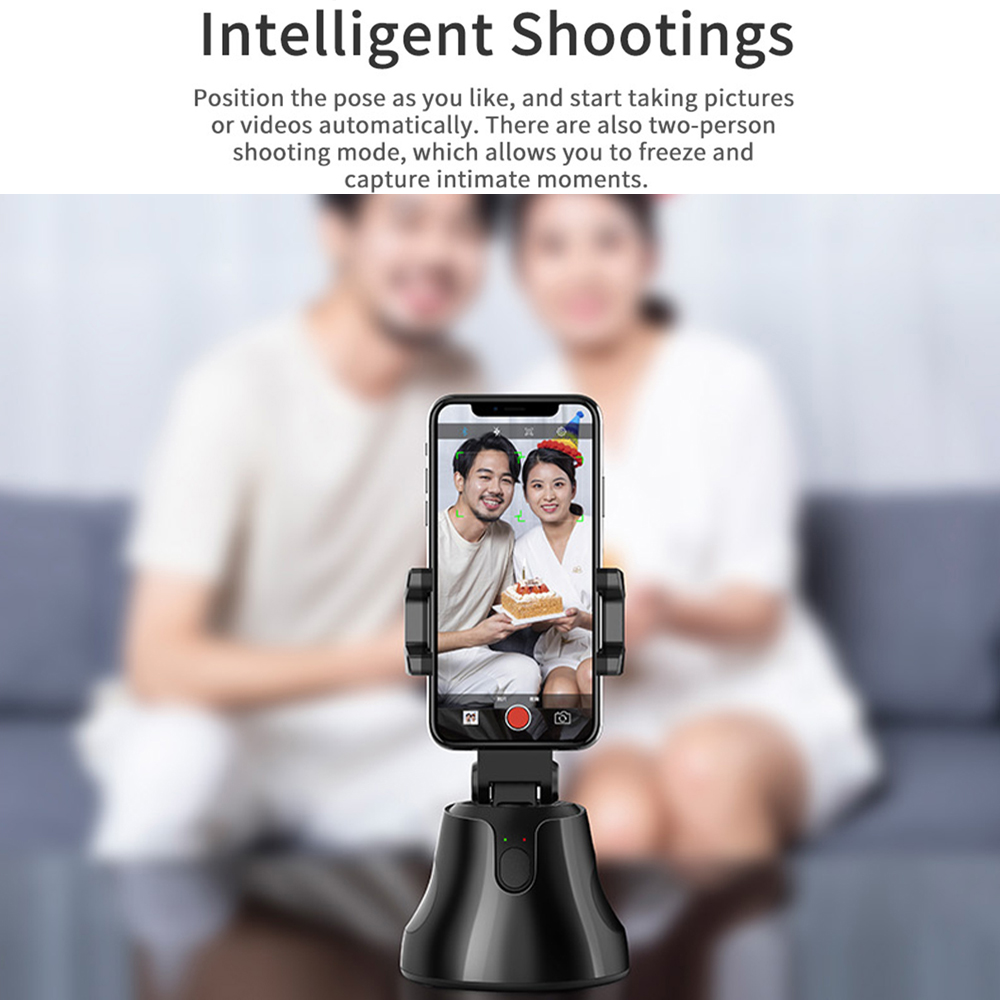 Intelligent Shootings
Position the pose as you like, and start taking pictures
or videos automatically. There are also two-person
shooting mode, which allows you to freeze and
capture intimate moments.